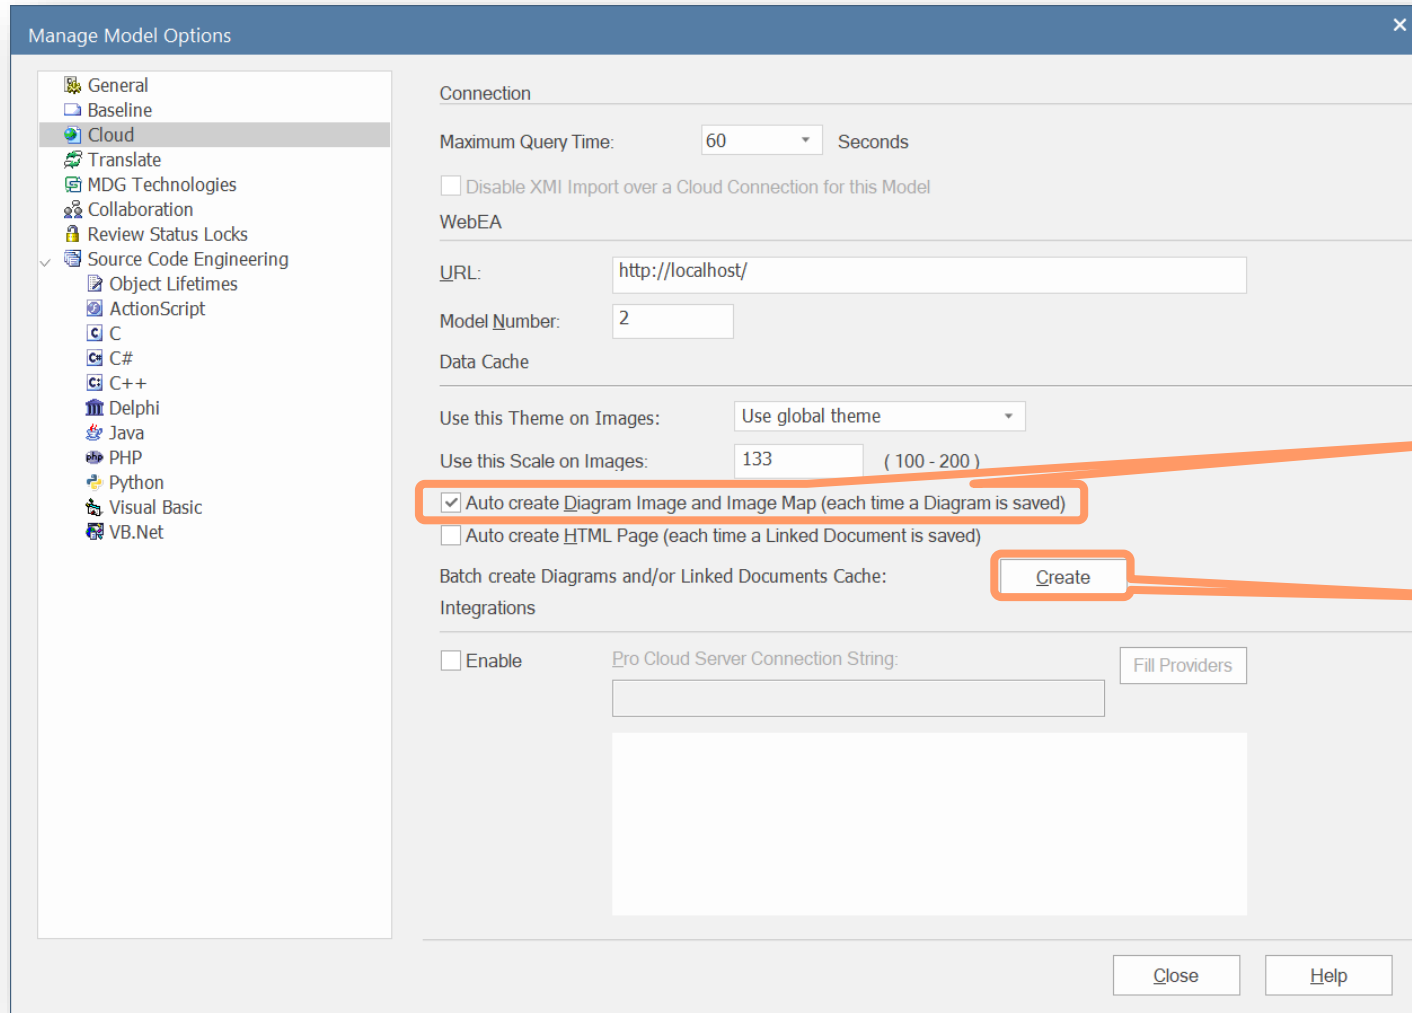 Manage Model Options
General
Baseline
Cloud
Translate
MDG Technologies
Collaboration
Review Status Locks
Source Code Engineering
Object Lifetimes
ActionScript
C
C#
C++
Delphi
Java
PHP
Python
Visual Basic
VB.Net
Connection
Maximum Query Time: 60 Seconds
Disable XMI Import over a Cloud Connection for this Model
WebEA
URL: http://localhost/
Model Number: 2
Data Cache
Use this Theme on Images: Use global theme
Use this Scale on Images: 133 ( 100 - 200 )
Auto create Diagram Image and Image Map (each time a Diagram is saved)
Auto create HTML Page (each time a Linked Document is saved)
Batch create Diagrams and/or Linked Documents Cache: Create
Integrations
Enable Pro Cloud Server Connection String: Fill Providers
Close Help